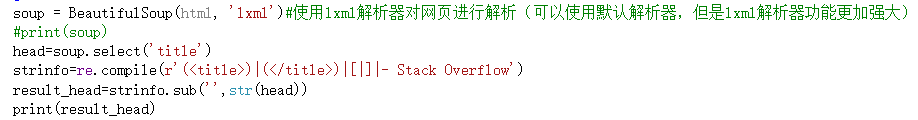 soup = BeautifulSoup(html, 'lxml')#使用lxml解析器对网页进行解析（可以使用默认解析器，但是lxml解析器功能更加强大）
#print(soup)
head=soup.select('title')
strinfo=re.compile(r'(<title>)|(</title>)|[|]|- Stack Overflow')
result_head=strinfo.sub('',str(head))
print(result_head)